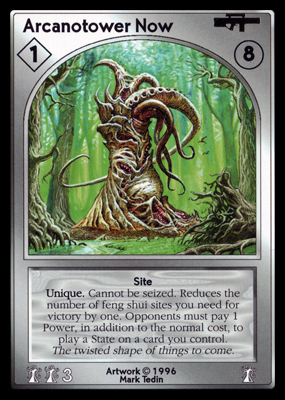 Arcanotower Now
1
8
Site
Unique. Cannot be seized. Reduces the
number of feng shui sites you need for
victory by one. Opponents must pay 1
Power, in addition to the normal cost, to
play a State on a card you control.
The twisted shape of things to come.
3
Artwork © 1996
Mark Tedin